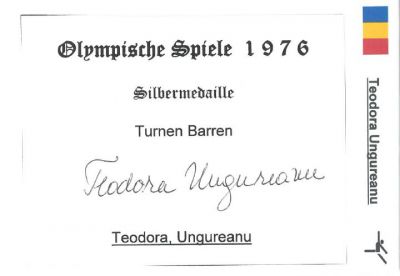 Olympische Spiele 1976
Silbermedaille
Turnen Barren
Teodora Ungureanu
Teodora, Ungureanu
Teodora Ungureanu